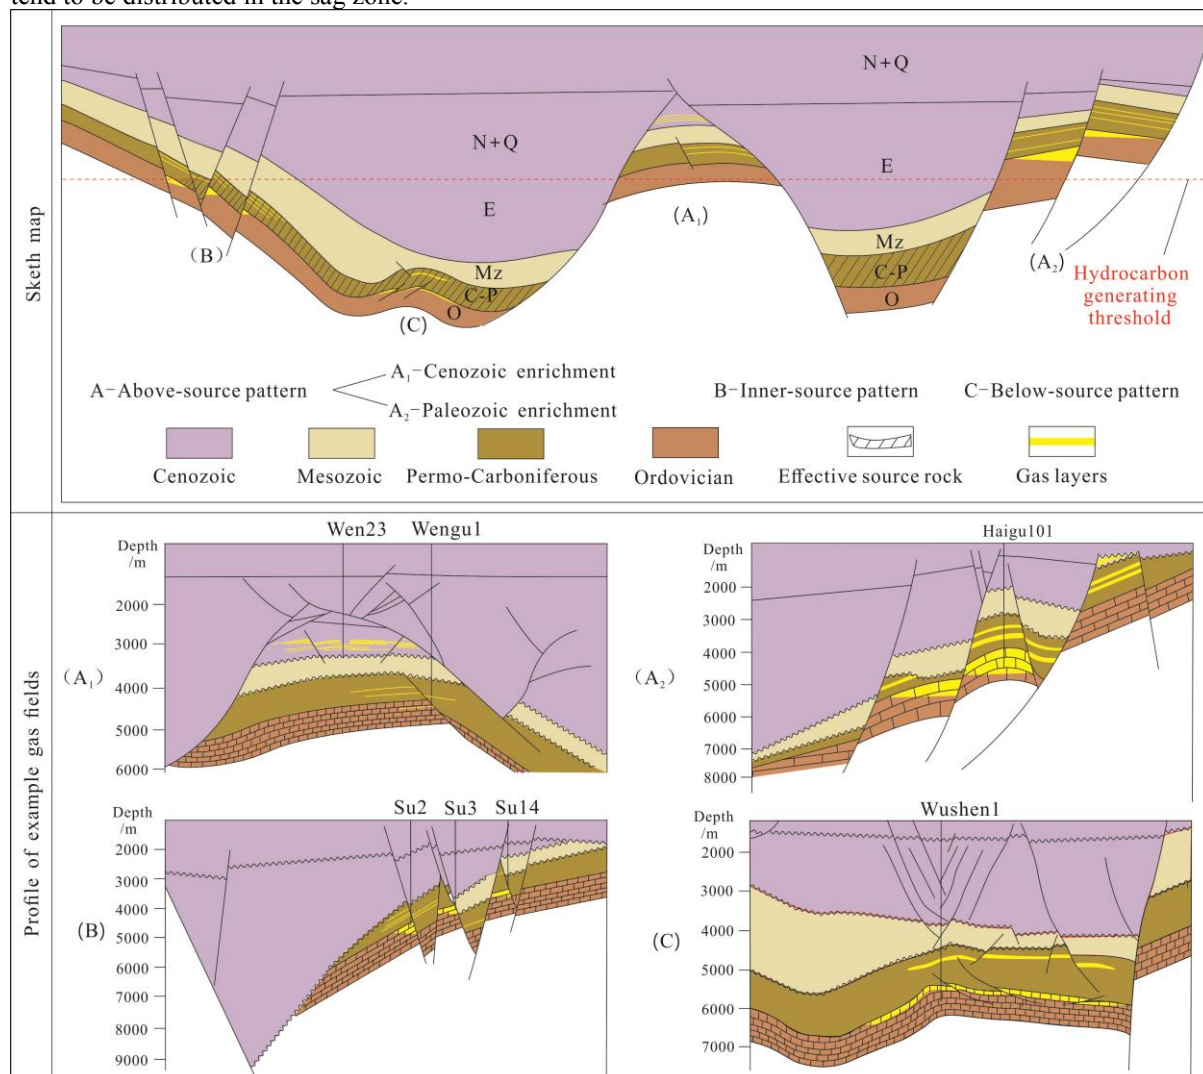 tend to be distributed in the sag zone.
Sketh map
N+Q
N+Q
E
E
(A₁)
(B)
Mz
C-P
O
(C)
Mz
C-P
O
(A₂)
Hydrocarbon
generating
threshold
A-Above-source pattern
A₁-Cenozoic enrichment
A₂-Paleozoic enrichment
B-Inner-source pattern
C-Below-source pattern
Cenozoic
Mesozoic
Permo-Carboniferous
Ordovician
Effective source rock
Gas layers
Profile of example gas fields
Wen23
Wengu1
Depth
/m
2000
3000
(A₁)
4000
5000
6000
Haigu101
Depth
/m
2000
3000
4000
(A₂)
5000
6000
7000
8000
Su2
Su3
Su14
Depth
/m
2000
3000
4000
(B)
5000
6000
7000
8000
9000
Wushen1
Depth
/m
2000
3000
4000
(C)
5000
6000
7000